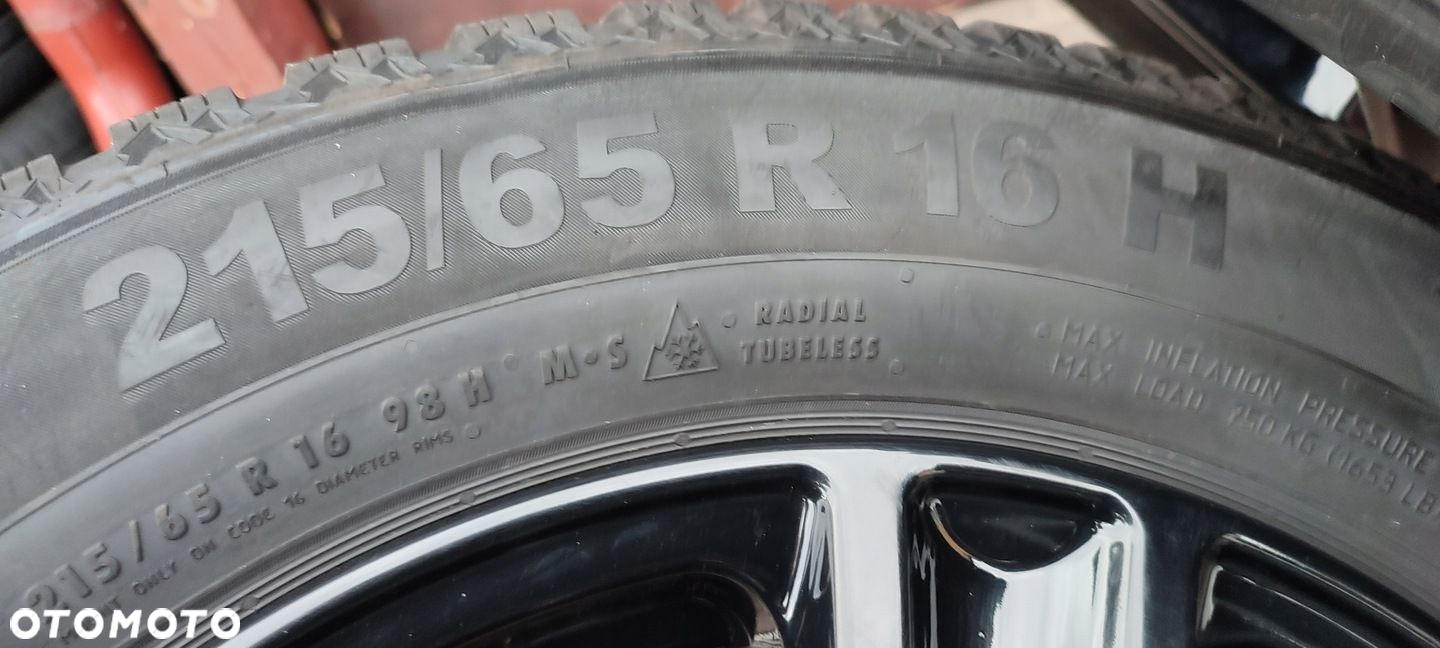 215/65 R 16 H
215/65 R 16 98 H M•S
RADIAL
TUBELESS
ONLY ON CODE 16 DIAMETER RIMS
MAX INFLATION PRESSURE
MAX LOAD 750 KG (1653 LB
OTOMOTO